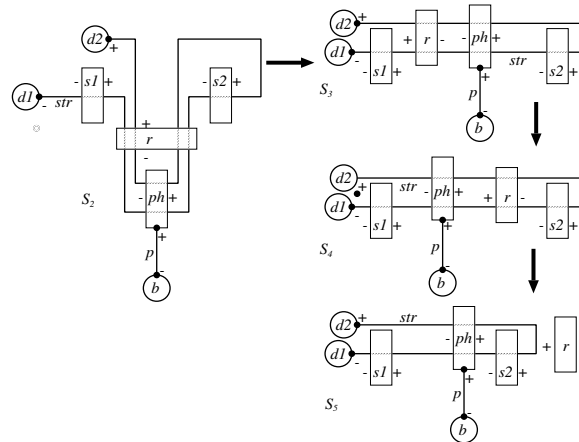 d2
+
- s1 +
d1
- str
- s2 +
+
r
-
- ph +
S2
+
p
-
b
d2 +
d1 -
+ r -
- ph +
- s1 +
str
- s2 +
S3
+
p
-
b
d2
+
d1 -
str
- ph +
+ r -
- s1 +
- s2 +
S4
+
p
-
b
d2 +
str
d1 -
- ph +
+ r
- s1 +
- s2 +
S5
+
p
-
b